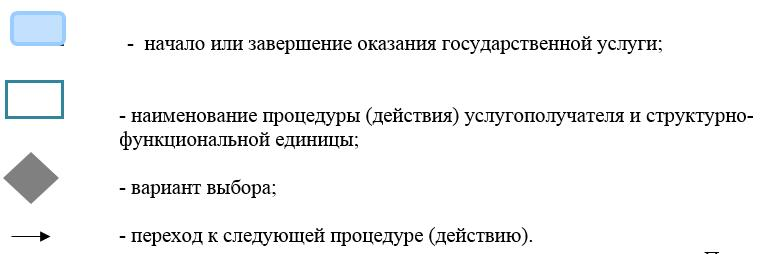 - начало или завершение оказания государственной услуги;
- наименование процедуры (действия) услугополучателя и структурно-
функциональной единицы;
- вариант выбора;
- переход к следующей процедуре (действию).